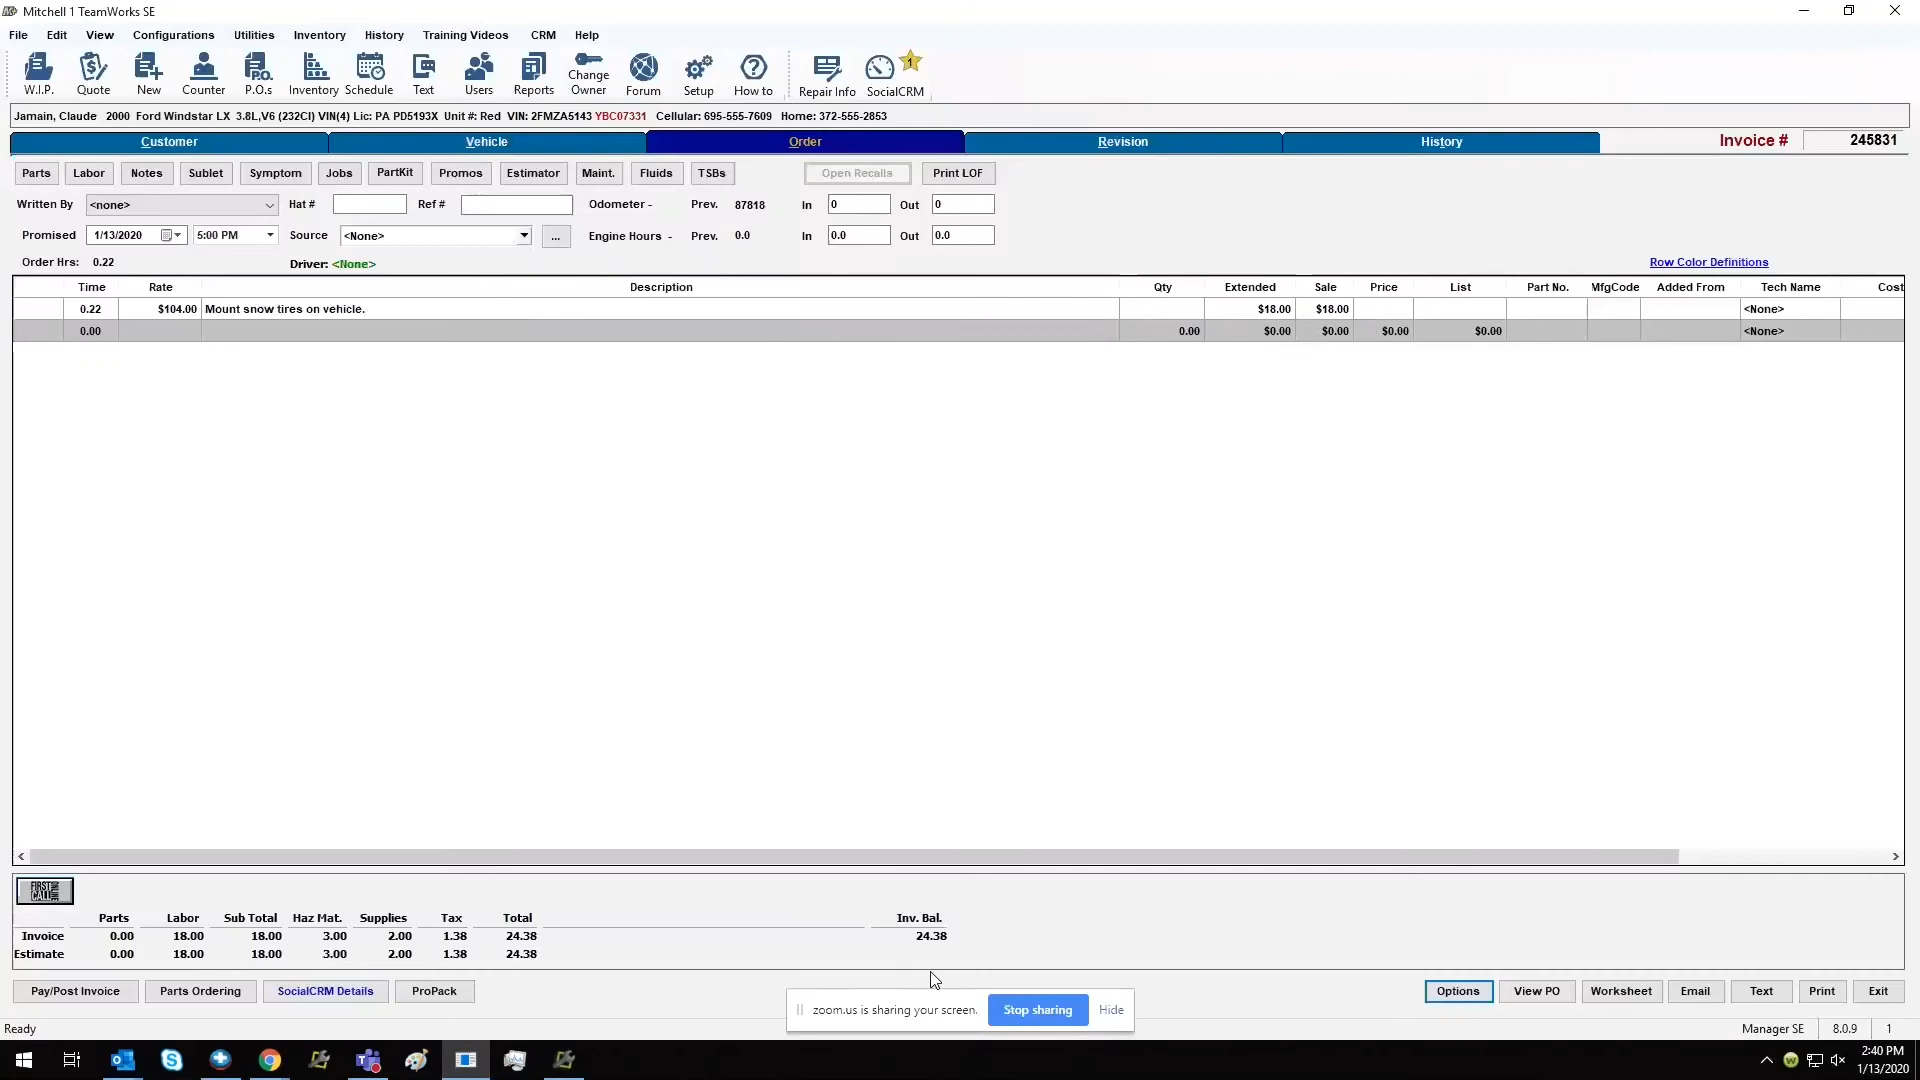 Mitchell 1 TeamWorks SE
File Edit View Configurations Utilities Inventory History Training Videos CRM Help
W.I.P. Quote New Counter P.O.s Inventory Schedule Text Users Reports Change Owner Forum Setup How to Repair Info SocialCRM
1
Jamain, Claude 2000 Ford Windstar LX 3.8L,V6 (232CI) VIN(4) Lic: PA PD5193X Unit #: Red VIN: 2FMZA5143 YBC07331 Cellular: 695-555-7609 Home: 372-555-2853
Customer Vehicle Order Revision History Invoice # 245831
Parts Labor Notes Sublet Symptom Jobs PartKit Promos Estimator Maint. Fluids TSBs Open Recalls Print LOF
Written By <none> Hat # Ref # Odometer - Prev. 87818 In 0 Out 0
Promised 1/13/2020 5:00 PM Source <None> ... Engine Hours - Prev. 0.0 In 0.0 Out 0.0
Order Hrs: 0.22 Driver: <None> Row Color Definitions
Time Rate Description Qty Extended Sale Price List Part No. MfgCode Added From Tech Name Cost
0.22 $104.00 Mount snow tires on vehicle. $18.00 $18.00 <None>
0.00 0.00 $0.00 $0.00 $0.00 $0.00 <None>
FIRST CALL ONLINE
Parts Labor Sub Total Haz Mat. Supplies Tax Total Inv. Bal.
Invoice 0.00 18.00 18.00 3.00 2.00 1.38 24.38 24.38
Estimate 0.00 18.00 18.00 3.00 2.00 1.38 24.38
Pay/Post Invoice Parts Ordering SocialCRM Details ProPack Options View PO Worksheet Email Text Print Exit
zoom.us is sharing your screen. Stop sharing Hide
Ready Manager SE 8.0.9 1
2:40 PM
1/13/2020